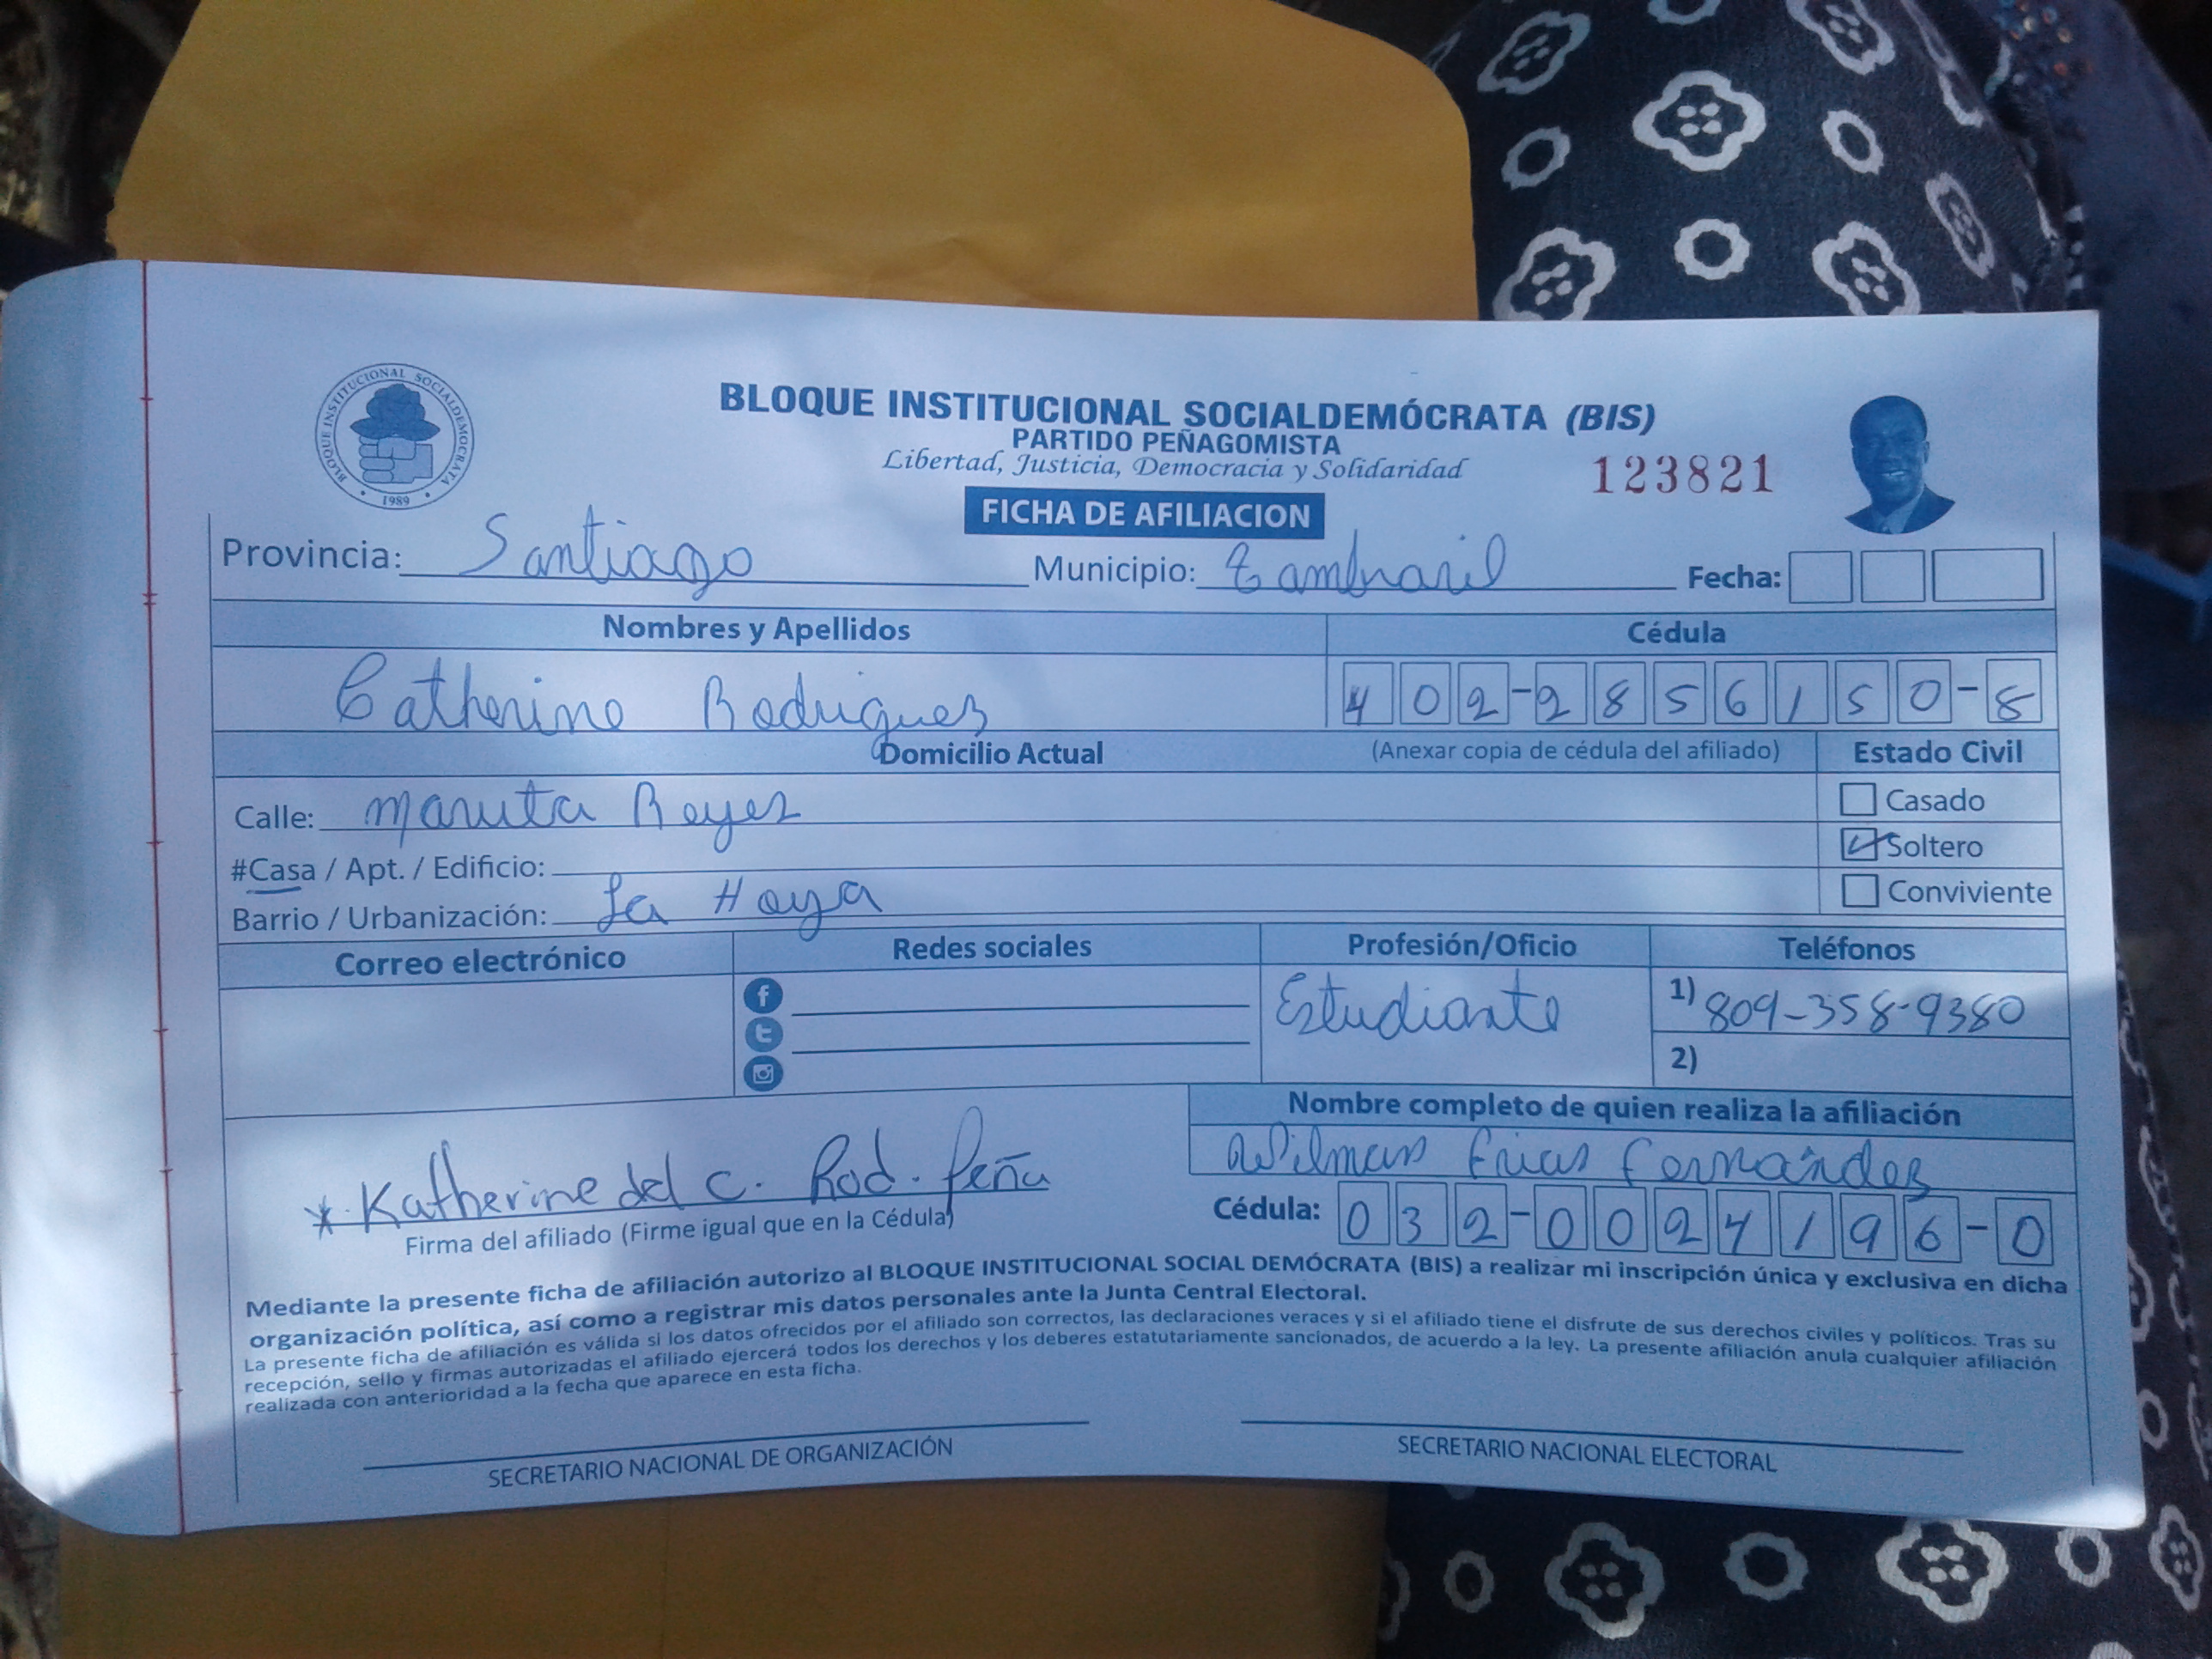 BLOQUE INSTITUCIONAL SOCIALDEMOCRATA
1989
BLOQUE INSTITUCIONAL SOCIALDEMÓCRATA (BIS)
PARTIDO PEÑAGOMISTA
Libertad, Justicia, Democracia y Solidaridad
123821
FICHA DE AFILIACION
Provincia: Santiago Municipio: Tamboril Fecha:
Nombres y Apellidos Cédula
Catherine Rodriguez 402-2856150-8
Domicilio Actual (Anexar copia de cédula del afiliado) Estado Civil
Calle: Maruta Reyes
Casado
#Casa / Apt. / Edificio:
Soltero
Barrio / Urbanización: La Hoya
Conviviente
Correo electrónico Redes sociales Profesión/Oficio Teléfonos
Estudiante 1) 809-358-9380
2)
Nombre completo de quien realiza la afiliación
Wilman Frias Fernández
* Katherine del C. Rod. Peña
Firma del afiliado (Firme igual que en la Cédula)
Cédula: 032-0024196-0
Mediante la presente ficha de afiliación autorizo al BLOQUE INSTITUCIONAL SOCIAL DEMÓCRATA (BIS) a realizar mi inscripción única y exclusiva en dicha
organización política, así como a registrar mis datos personales ante la Junta Central Electoral.
La presente ficha de afiliación es válida si los datos ofrecidos por el afiliado son correctos, las declaraciones veraces y si el afiliado tiene el disfrute de sus derechos civiles y políticos. Tras su
recepción, sello y firmas autorizadas el afiliado ejercerá todos los derechos y los deberes estatutariamente sancionados, de acuerdo a la ley. La presente afiliación anula cualquier afiliación
realizada con anterioridad a la fecha que aparece en esta ficha.
SECRETARIO NACIONAL DE ORGANIZACIÓN
SECRETARIO NACIONAL ELECTORAL